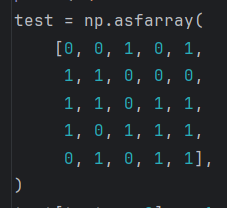 test = np.asfarray(
    [0, 0, 1, 0, 1,
     1, 1, 0, 0, 0,
     1, 1, 0, 1, 1,
     1, 0, 1, 1, 1,
     0, 1, 0, 1, 1],
)